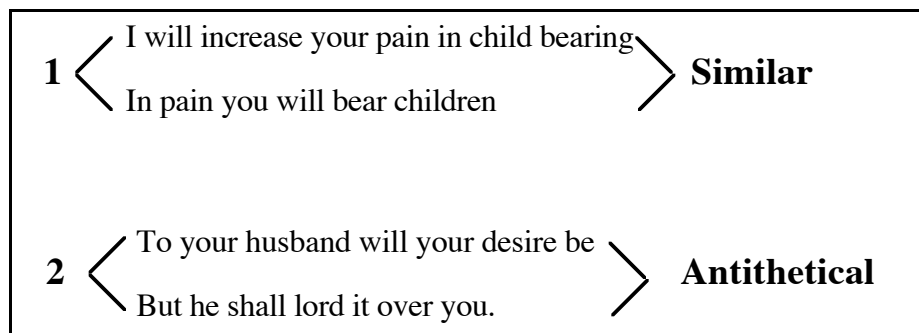 I will increase your pain in child bearing
1 Similar
In pain you will bear children
To your husband will your desire be
2 Antithetical
But he shall lord it over you.